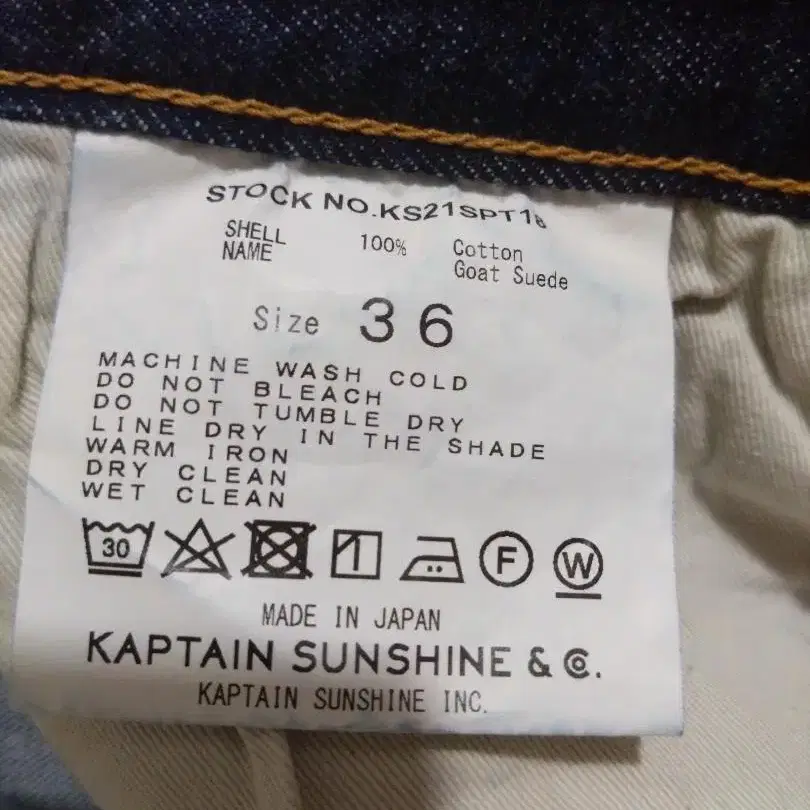 STOCK NO.KS21SPT18
SHELL 100% Cotton
NAME Goat Suede
Size 36
MACHINE WASH COLD
DO NOT BLEACH
DO NOT TUMBLE DRY
LINE DRY IN THE SHADE
WARM IRON
DRY CLEAN
WET CLEAN
30 F W
MADE IN JAPAN
KAPTAIN SUNSHINE & Co.
KAPTAIN SUNSHINE INC.